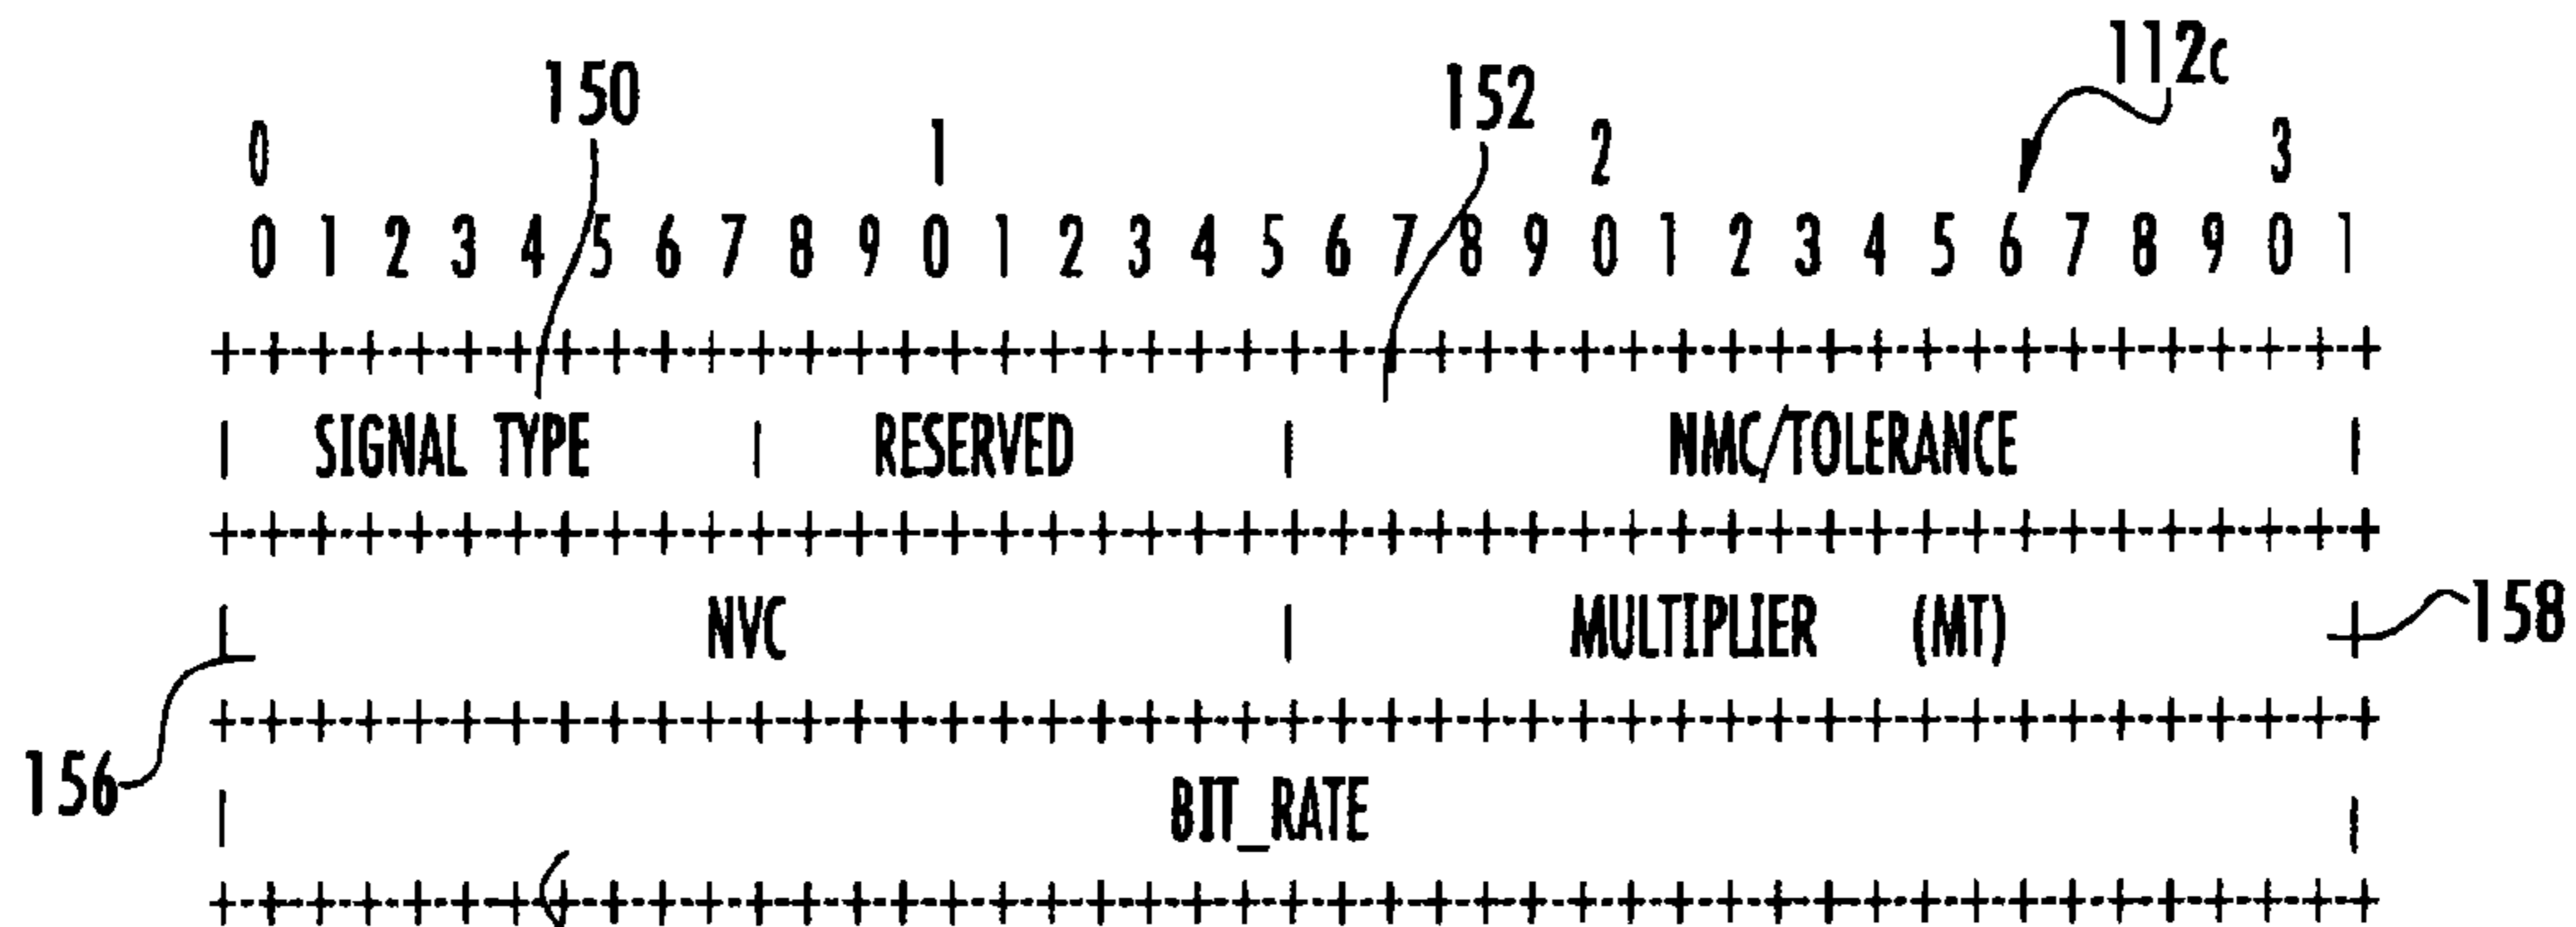 112c
150 152
0 1 2 3
0 1 2 3 4 5 6 7 8 9 0 1 2 3 4 5 6 7 8 9 0 1 2 3 4 5 6 7 8 9 0 1
+-+-+-+-+-+-+-+-+-+-+-+-+-+-+-+-+-+-+-+-+-+-+-+-+-+-+-+-+-+-+-+-+
| SIGNAL TYPE | RESERVED | NMC/TOLERANCE |
+-+-+-+-+-+-+-+-+-+-+-+-+-+-+-+-+-+-+-+-+-+-+-+-+-+-+-+-+-+-+-+-+
| NVC | MULTIPLIER (MT) | 158
+-+-+-+-+-+-+-+-+-+-+-+-+-+-+-+-+-+-+-+-+-+-+-+-+-+-+-+-+-+-+-+-+
156
| BIT_RATE |
+-+-+-+-+-+-+-+-+-+-+-+-+-+-+-+-+-+-+-+-+-+-+-+-+-+-+-+-+-+-+-+-+